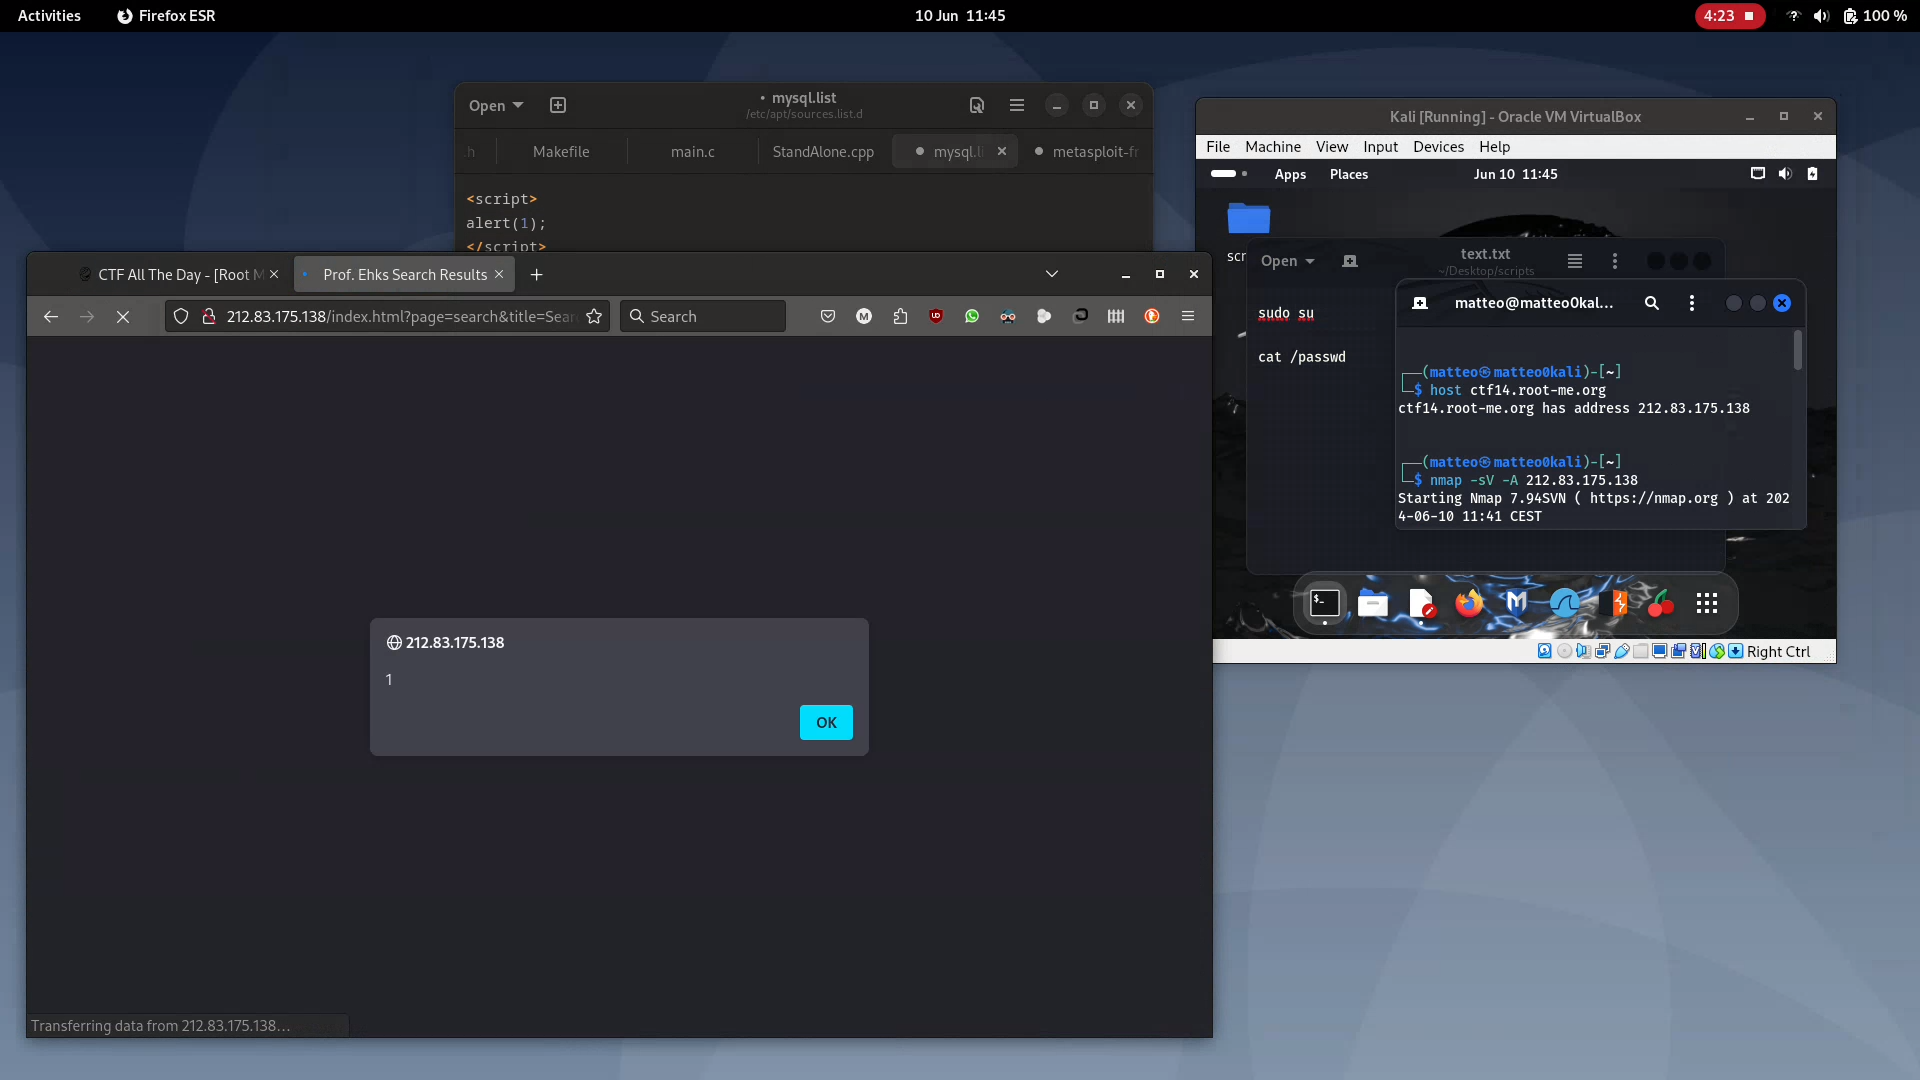 Activities
Firefox ESR
10 Jun 11:45
4:23
100 %
Open
• mysql.list
/etc/apt/sources.list.d
.h
Makefile
main.c
StandAlone.cpp
mysql.li
metasploit-fr
<script>
alert(1);
</script>
CTF All The Day - [Root M
Prof. Ehks Search Results
212.83.175.138/index.html?page=search&title=Sear
Search
212.83.175.138
1
OK
Transferring data from 212.83.175.138…
Kali [Running] - Oracle VM VirtualBox
File Machine View Input Devices Help
Apps Places
Jun 10 11:45
scr
Open
text.txt
~/Desktop/scripts
sudo su
cat /passwd
matteo@matteo0kal...
(matteo㉿matteo0kali)-[~]
$ host ctf14.root-me.org
ctf14.root-me.org has address 212.83.175.138
(matteo㉿matteo0kali)-[~]
$ nmap -sV -A 212.83.175.138
Starting Nmap 7.94SVN ( https://nmap.org ) at 202
4-06-10 11:41 CEST
Right Ctrl